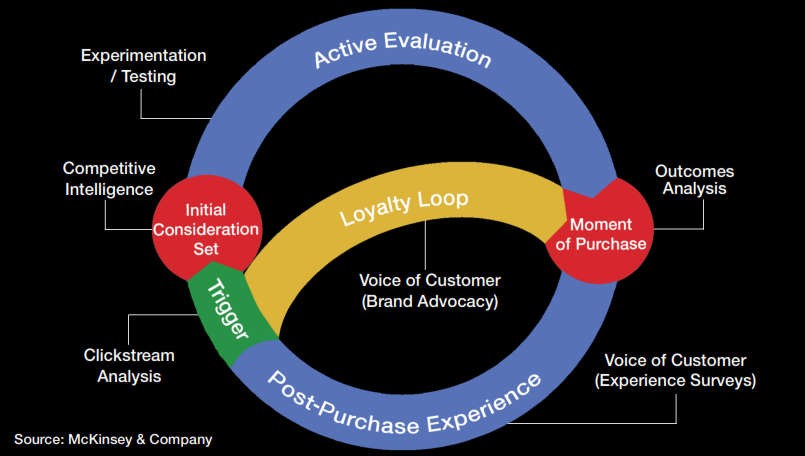 Active Evaluation
Experimentation
/ Testing
Competitive
Intelligence
Outcomes
Analysis
Initial
Consideration
Set
Loyalty Loop
Moment
of Purchase
Voice of Customer
(Brand Advocacy)
Trigger
Clickstream
Analysis
Voice of Customer
(Experience Surveys)
Post-Purchase Experience
Source: McKinsey & Company